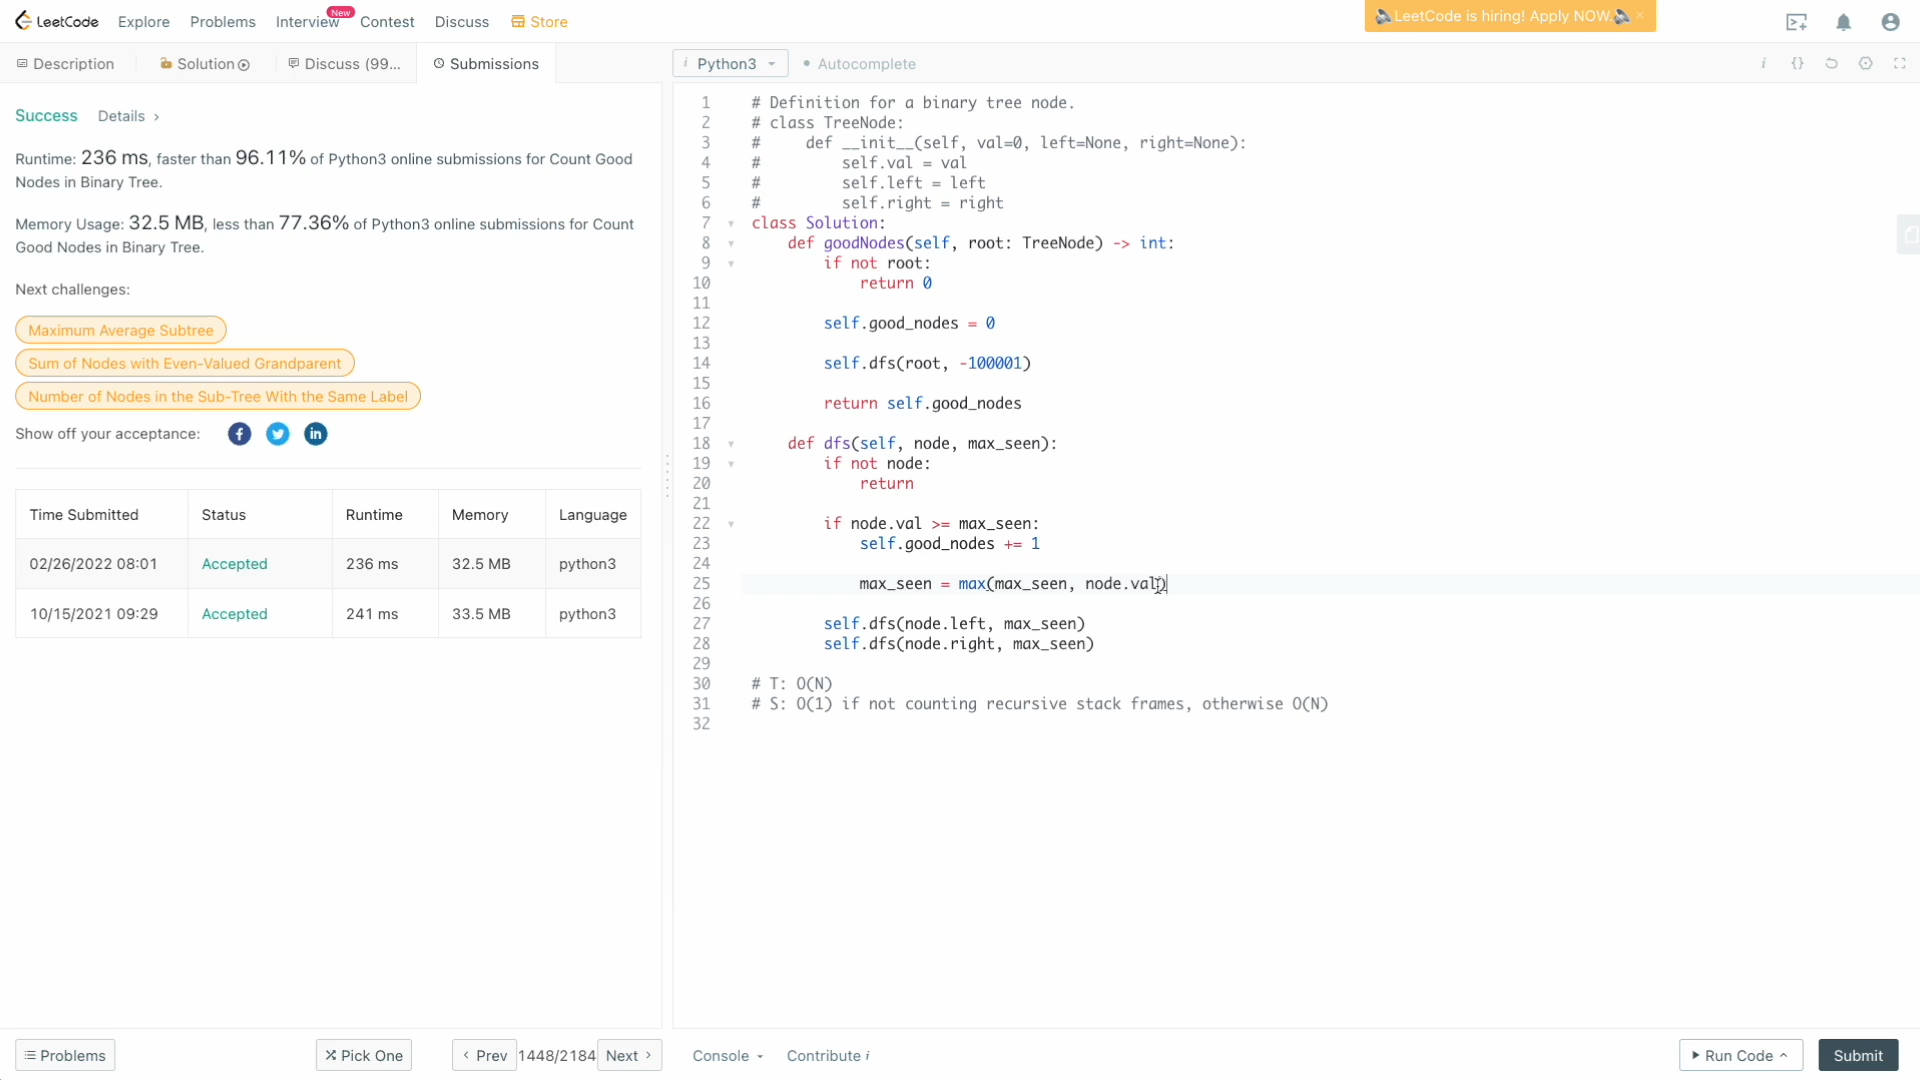 LeetCode
Explore
Problems
Interview
New
Contest
Discuss
Store
LeetCode is hiring! Apply NOW.
Description
Solution
Discuss (99...
Submissions
i Python3
Autocomplete
Success
Details
Runtime: 236 ms, faster than 96.11% of Python3 online submissions for Count Good
Nodes in Binary Tree.
Memory Usage: 32.5 MB, less than 77.36% of Python3 online submissions for Count
Good Nodes in Binary Tree.
Next challenges:
Maximum Average Subtree
Sum of Nodes with Even-Valued Grandparent
Number of Nodes in the Sub-Tree With the Same Label
Show off your acceptance:
Time Submitted Status Runtime Memory Language
02/26/2022 08:01 Accepted 236 ms 32.5 MB python3
10/15/2021 09:29 Accepted 241 ms 33.5 MB python3
1 # Definition for a binary tree node.
2 # class TreeNode:
3 #     def __init__(self, val=0, left=None, right=None):
4 #         self.val = val
5 #         self.left = left
6 #         self.right = right
7 class Solution:
8     def goodNodes(self, root: TreeNode) -> int:
9         if not root:
10             return 0
11
12         self.good_nodes = 0
13
14         self.dfs(root, -100001)
15
16         return self.good_nodes
17
18     def dfs(self, node, max_seen):
19         if not node:
20             return
21
22         if node.val >= max_seen:
23             self.good_nodes += 1
24
25             max_seen = max(max_seen, node.val)
26
27         self.dfs(node.left, max_seen)
28         self.dfs(node.right, max_seen)
29
30 # T: O(N)
31 # S: O(1) if not counting recursive stack frames, otherwise O(N)
32
Problems
Pick One
Prev
1448/2184
Next
Console
Contribute i
Run Code
Submit